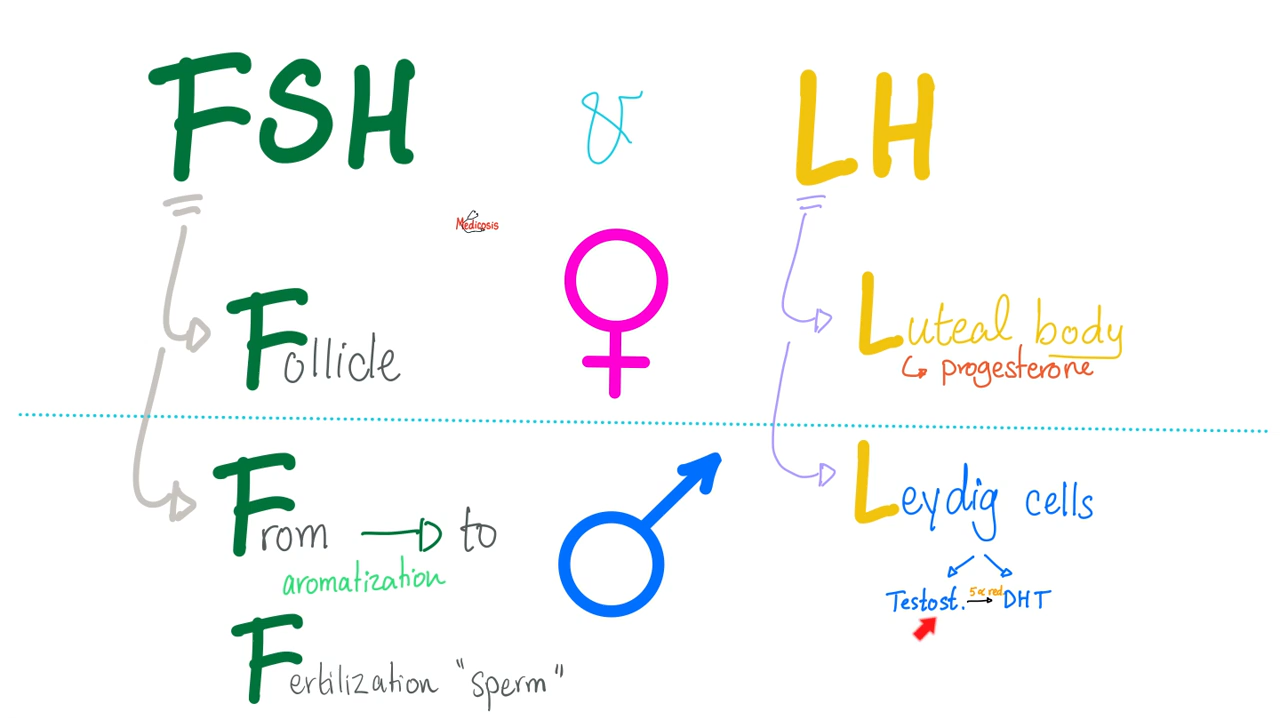 FSH & LH
Medicosis
Follicle
Luteal body
progesterone
From → to
aromatization
Leydig cells
Testost. 5α red. → DHT
Fertilization "sperm"